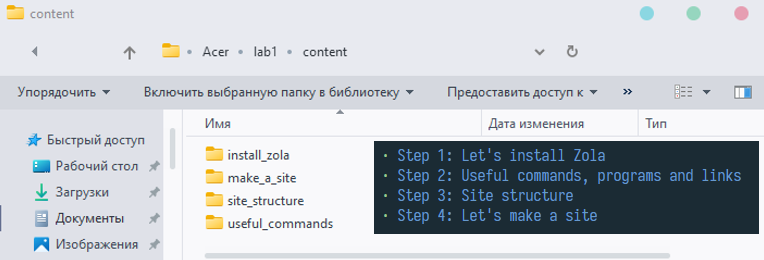 content
Acer • lab1 • content
Упорядочить Включить выбранную папку в библиотеку Предоставить доступ к »
Имя Дата изменения Тип
Быстрый доступ
Рабочий стол
Загрузки
Документы
Изображения
install_zola
make_a_site
site_structure
useful_commands
· Step 1: Let's install Zola
· Step 2: Useful commands, programs and links
· Step 3: Site structure
· Step 4: Let's make a site